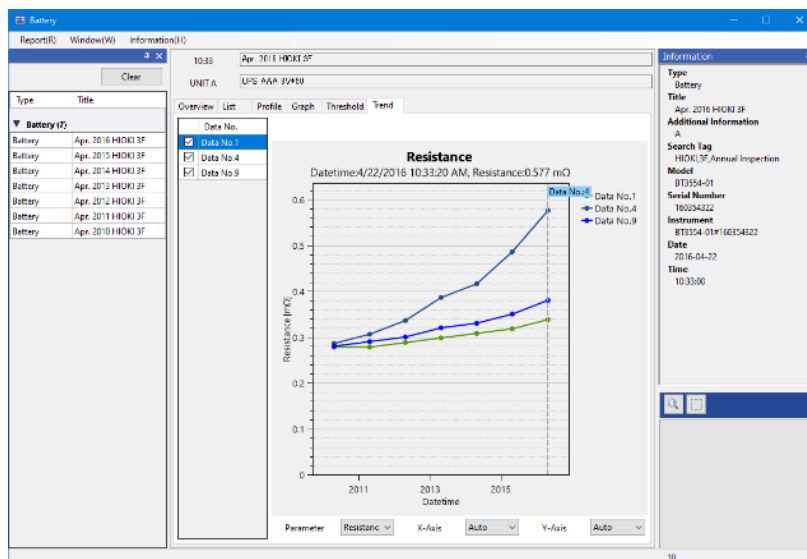 Battery
Report(R) Window(W) Information(H)
Clear
Type Title
Battery (7)
Battery Apr. 2016 HIOKI 3F
Battery Apr. 2015 HIOKI 3F
Battery Apr. 2014 HIOKI 3F
Battery Apr. 2013 HIOKI 3F
Battery Apr. 2012 HIOKI 3F
Battery Apr. 2011 HIOKI 3F
Battery Apr. 2010 HIOKI 3F
10:33 Apr. 2016 HIOKI 3F
UNIT A UPS AAA
Overview List Profile Graph Threshold Trend
Data No.
Data No.1
Data No.4
Data No.9
Resistance
Datetime:4/22/2016 10:33:20 AM, Resistance:0.577 mΩ
Data No:4
Data No.1
Data No.4
Data No.9
0.6
0.5
0.4
0.3
0.2
0.1
0
Resistance [mΩ]
2011 2013 2015
Datetime
Parameter Resistanc X-Axis Auto Y-Axis Auto
Information
Type
Battery
Title
Apr. 2016 HIOKI 3F
Additional Information
A
Search Tag
HIOKI,3F,Annual Inspection
Model
BT3554-01
Serial Number
160354322
Instrument
BT3554-01#160354322
Date
2016-04-22
Time
10:33:00